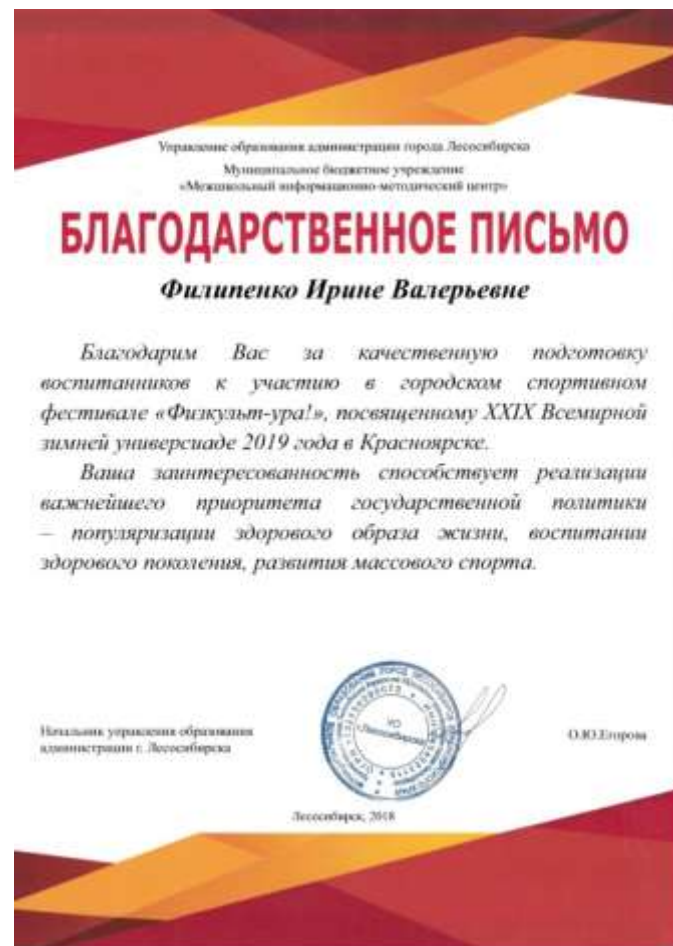 Управление образования администрации города Лесосибирска
Муниципальное бюджетное учреждение
«Межшкольный информационно-методический центр»
БЛАГОДАРСТВЕННОЕ ПИСЬМО
Филипенко Ирине Валерьевне
Благодарим Вас за качественную подготовку
воспитанников к участию в городском спортивном
фестивале «Физкульт-ура!», посвященному XXIX Всемирной
зимней универсиаде 2019 года в Красноярске.
Ваша заинтересованность способствует реализации
важнейшего приоритета государственной политики
– популяризации здорового образа жизни, воспитании
здорового поколения, развития массового спорта.
УО
г.Лесосибирска
Начальник управления образования
администрации г. Лесосибирска
О.Ю.Егорова
Лесосибирск, 2018